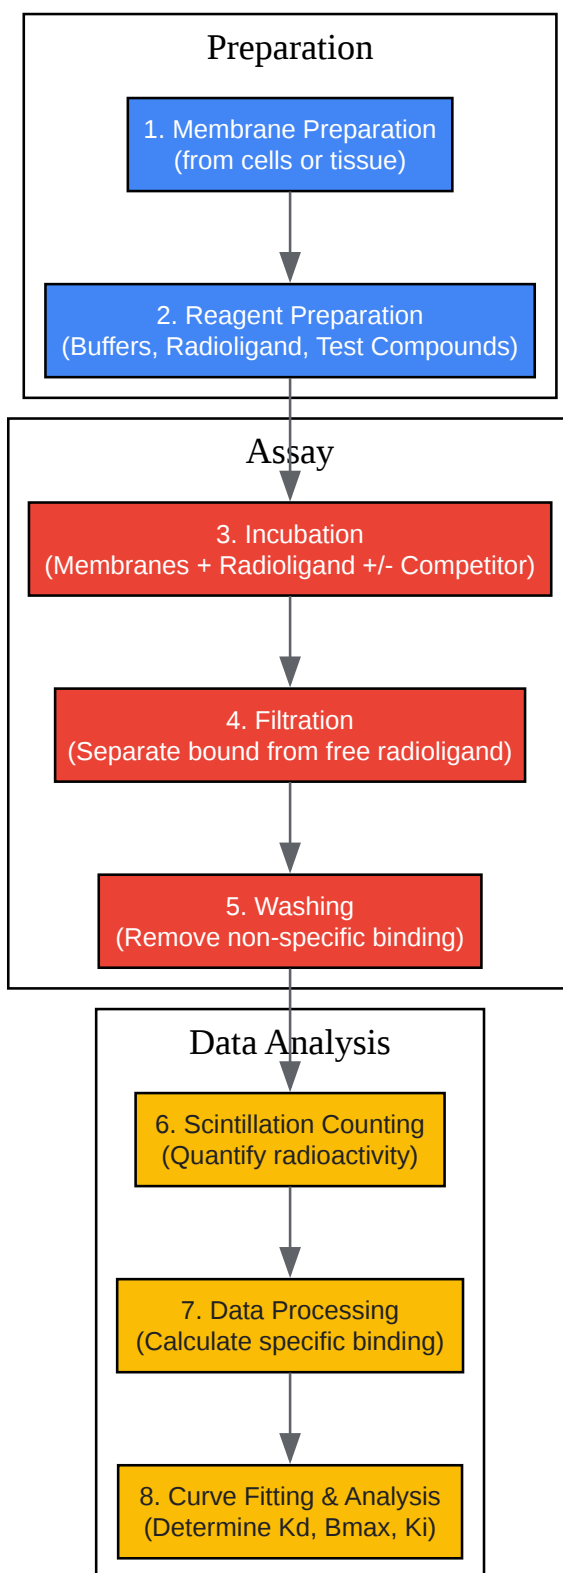 Preparation
1. Membrane Preparation
(from cells or tissue)
2. Reagent Preparation
(Buffers, Radioligand, Test Compounds)
Assay
3. Incubation
(Membranes + Radioligand +/- Competitor)
4. Filtration
(Separate bound from free radioligand)
5. Washing
(Remove non-specific binding)
Data Analysis
6. Scintillation Counting
(Quantify radioactivity)
7. Data Processing
(Calculate specific binding)
8. Curve Fitting & Analysis
(Determine Kd, Bmax, Ki)